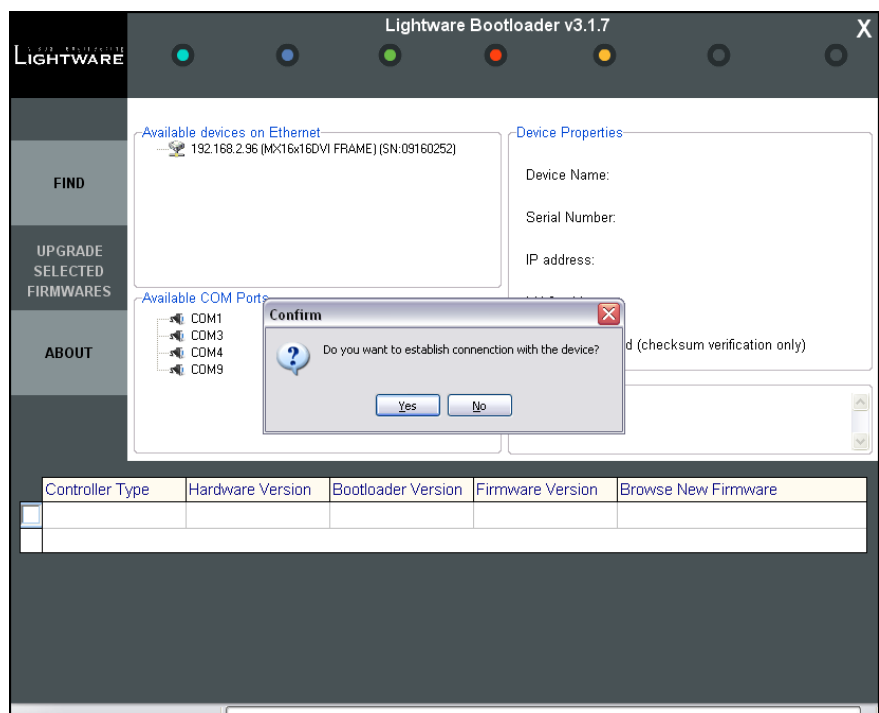 Lightware Bootloader v3.1.7
X
LIGHTWARE
Available devices on Ethernet
192.168.2.96 (MX16x16DVI FRAME) (SN:09160252)
Device Properties
Device Name:
Serial Number:
IP address:
d (checksum verification only)
FIND
UPGRADE
SELECTED
FIRMWARES
ABOUT
Available COM Ports
COM1
COM3
COM4
COM9
Confirm
Do you want to establish connenction with the device?
Yes
No
Controller Type Hardware Version Bootloader Version Firmware Version Browse New Firmware